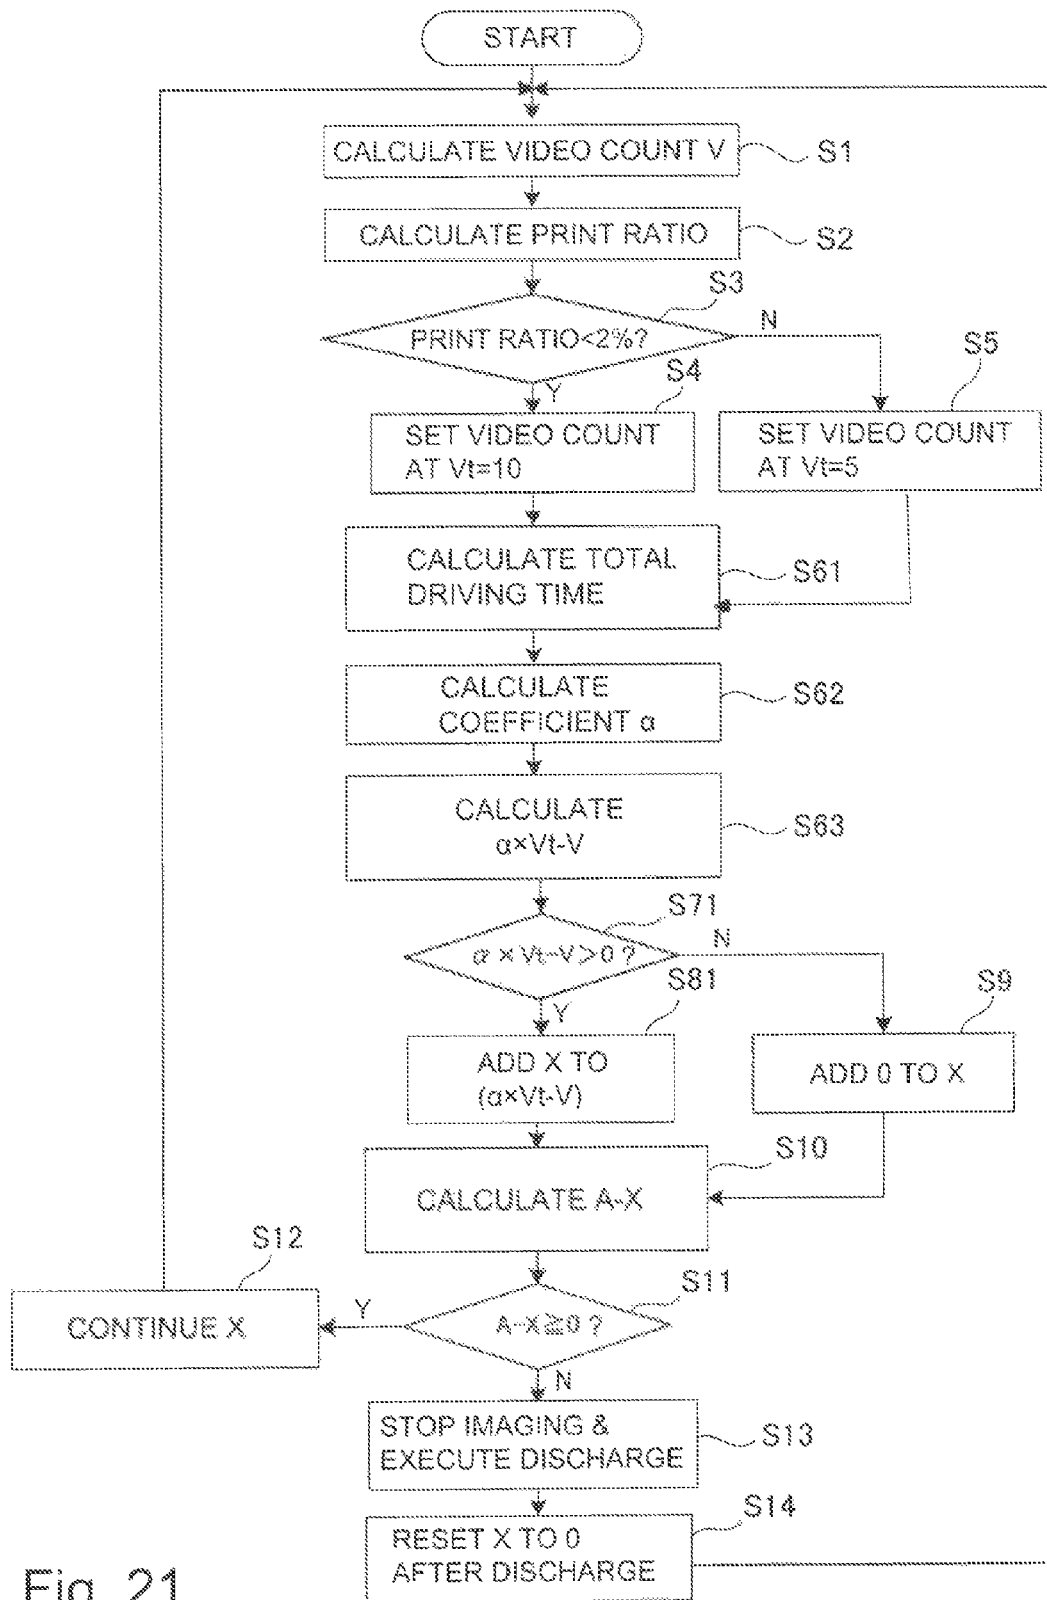 START
CALCULATE VIDEO COUNT V
S1
CALCULATE PRINT RATIO
S2
S3
PRINT RATIO<2%?
N
Y
S4
S5
SET VIDEO COUNT
AT Vt=10
SET VIDEO COUNT
AT Vt=5
CALCULATE TOTAL
DRIVING TIME
S61
CALCULATE
COEFFICIENT α
S62
CALCULATE
α×Vt-V
S63
S71
α×Vt-V>0?
N
Y
S81
S9
ADD X TO
(α×Vt-V)
ADD 0 TO X
S10
CALCULATE A-X
S12
S11
CONTINUE X
Y
A-X≧0?
N
STOP IMAGING &
EXECUTE DISCHARGE
S13
S14
RESET X TO 0
AFTER DISCHARGE
Fig. 21